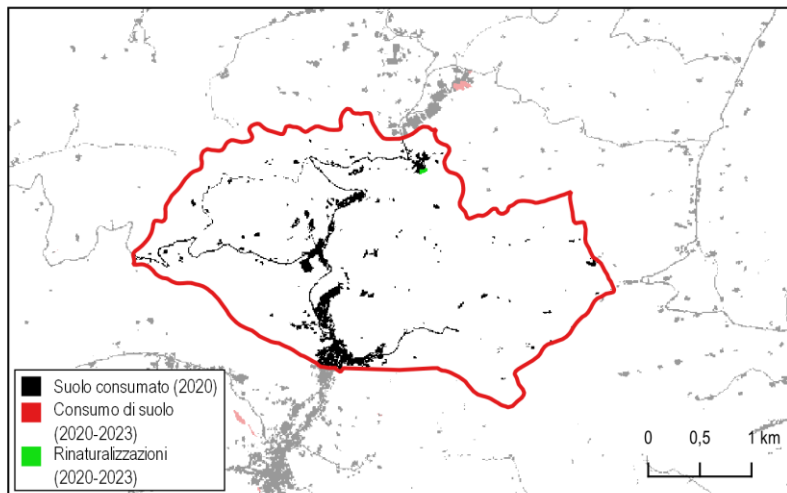 Suolo consumato (2020)
Consumo di suolo
(2020-2023)
Rinaturalizzazioni
(2020-2023)
0 0,5 1 km